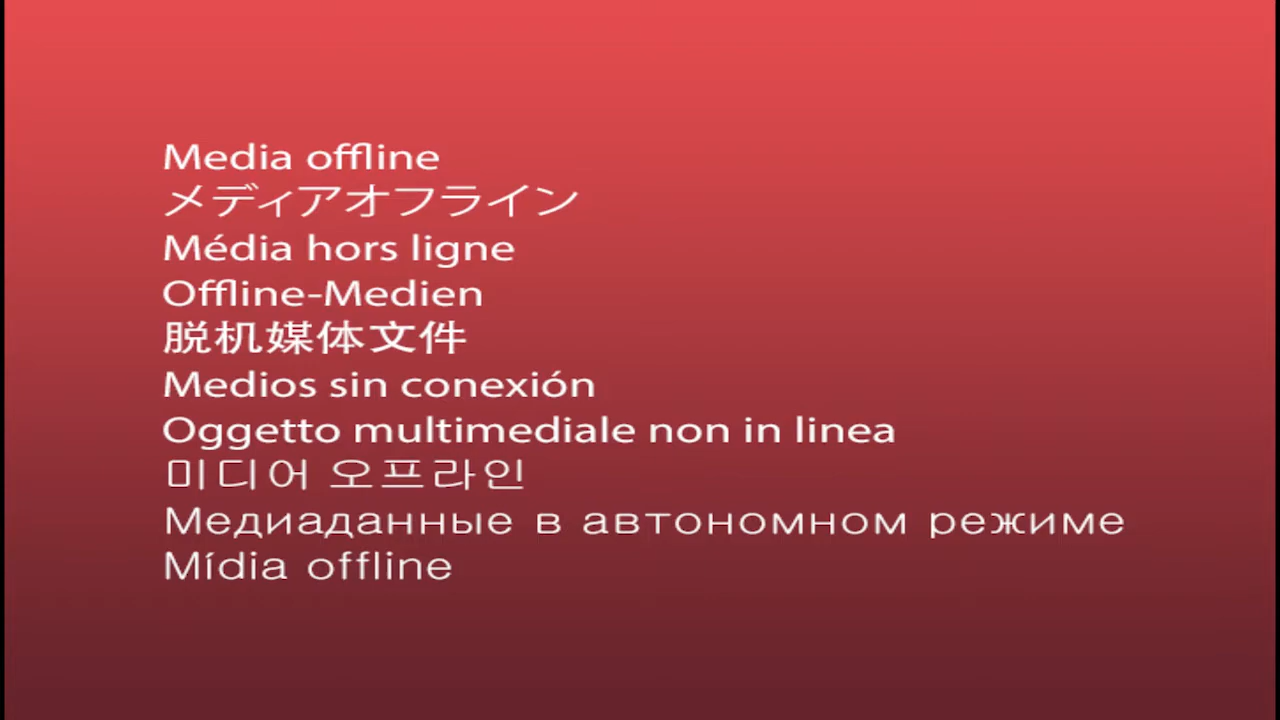 Media offline
メディアオフライン
Média hors ligne
Offline-Medien
脱机媒体文件
Medios sin conexión
Oggetto multimediale non in linea
미디어 오프라인
Медиаданные в автономном режиме
Mídia offline